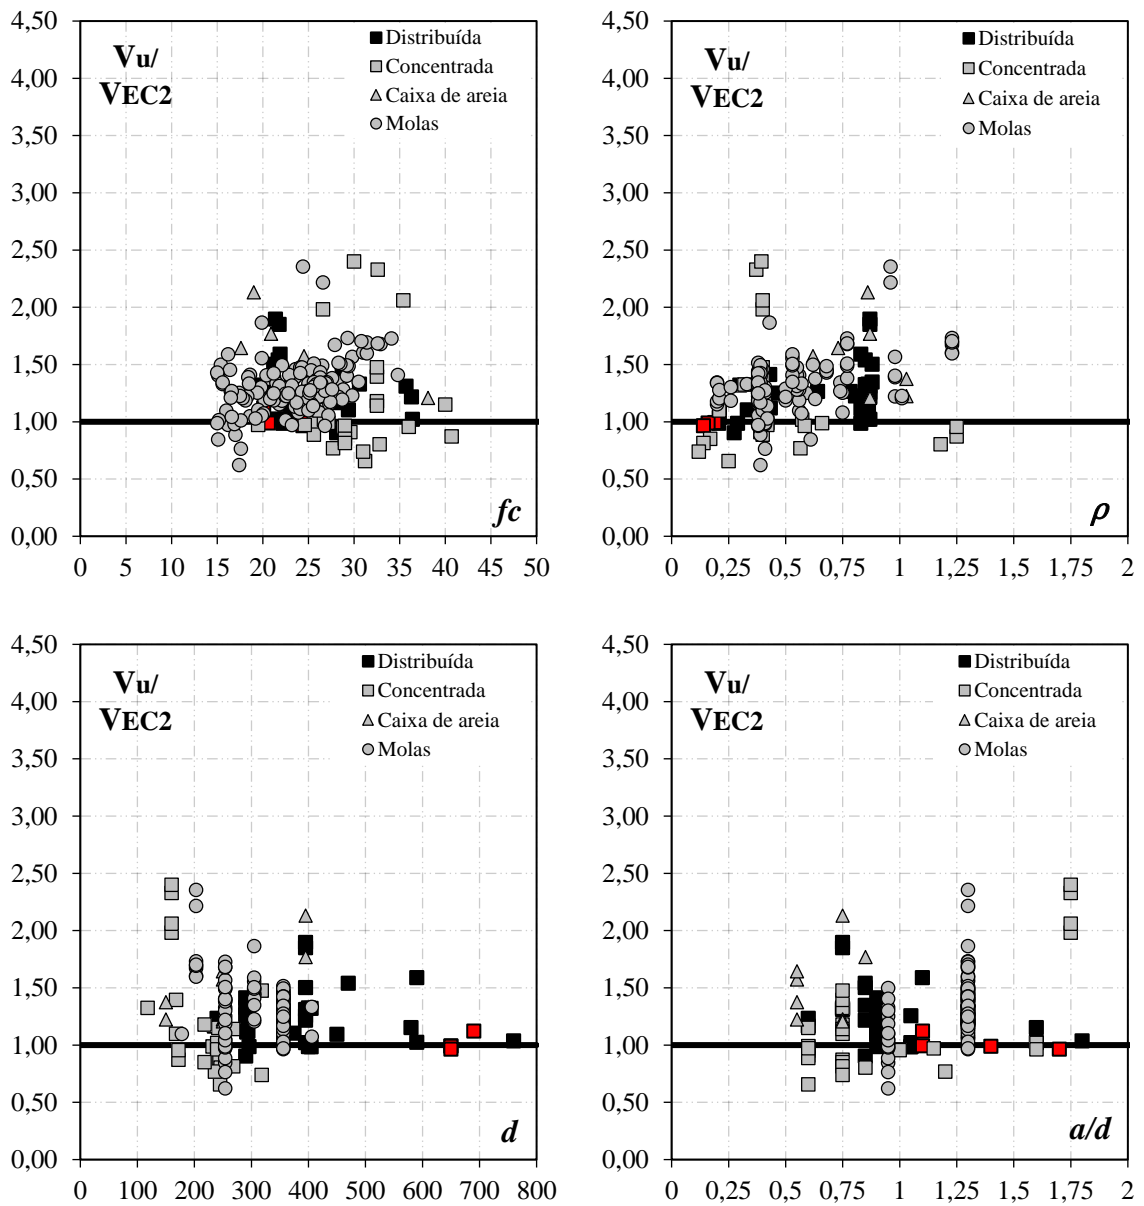 4,50
4,00
3,50
3,00
2,50
2,00
1,50
1,00
0,50
0,00
Vu/
VEC2
Distribuída
Concentrada
Caixa de areia
Molas
fc
0 5 10 15 20 25 30 35 40 45 50
4,50
4,00
3,50
3,00
2,50
2,00
1,50
1,00
0,50
0,00
Vu/
VEC2
Distribuída
Concentrada
Caixa de areia
Molas
ρ
0 0,25 0,5 0,75 1 1,25 1,5 1,75 2
4,50
4,00
3,50
3,00
2,50
2,00
1,50
1,00
0,50
0,00
Vu/
VEC2
Distribuída
Concentrada
Caixa de areia
Molas
d
0 100 200 300 400 500 600 700 800
4,50
4,00
3,50
3,00
2,50
2,00
1,50
1,00
0,50
0,00
Vu/
VEC2
Distribuída
Concentrada
Caixa de areia
Molas
a/d
0 0,25 0,5 0,75 1 1,25 1,5 1,75 2